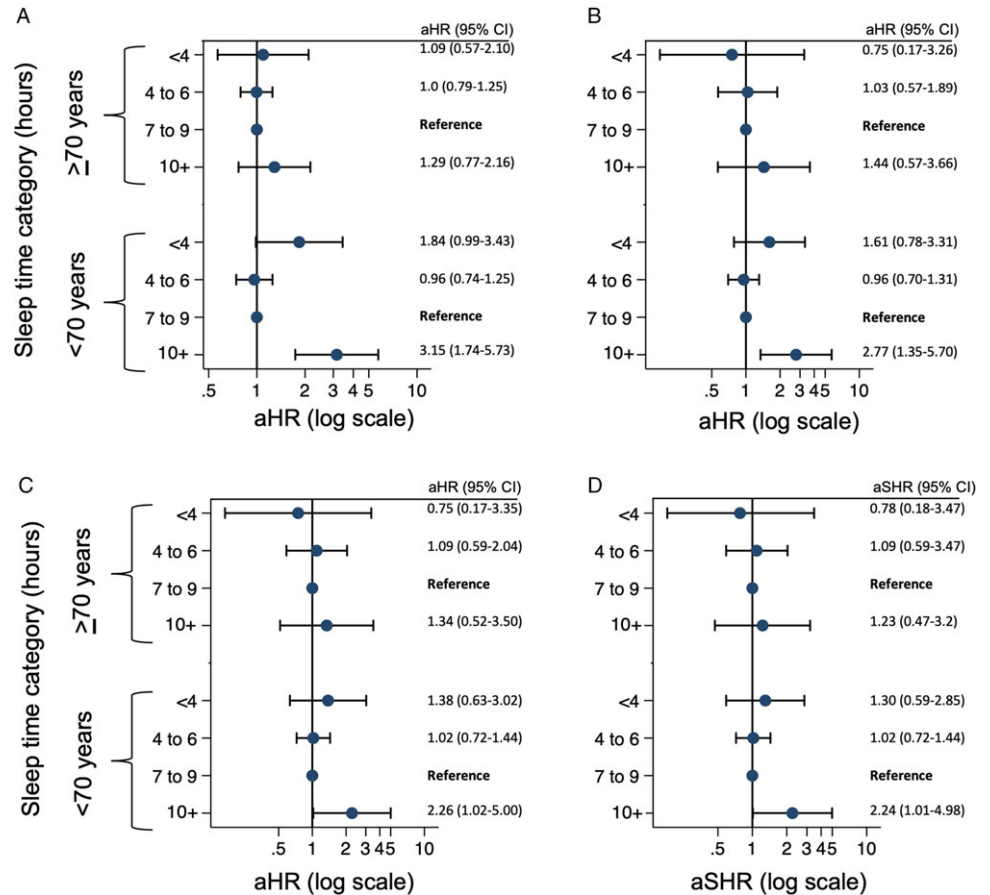 A
aHR (95% CI)
Sleep time category (hours)
≥70 years
<4 1.09 (0.57-2.10)
4 to 6 1.0 (0.79-1.25)
7 to 9 Reference
10+ 1.29 (0.77-2.16)
<70 years
<4 1.84 (0.99-3.43)
4 to 6 0.96 (0.74-1.25)
7 to 9 Reference
10+ 3.15 (1.74-5.73)
.5 1 2 3 4 5 10
aHR (log scale)
B
aHR (95% CI)
<4 0.75 (0.17-3.26)
4 to 6 1.03 (0.57-1.89)
7 to 9 Reference
10+ 1.44 (0.57-3.66)
<4 1.61 (0.78-3.31)
4 to 6 0.96 (0.70-1.31)
7 to 9 Reference
10+ 2.77 (1.35-5.70)
.5 1 2 3 4 5 10
aHR (log scale)
C
aHR (95% CI)
Sleep time category (hours)
≥70 years
<4 0.75 (0.17-3.35)
4 to 6 1.09 (0.59-2.04)
7 to 9 Reference
10+ 1.34 (0.52-3.50)
<70 years
<4 1.38 (0.63-3.02)
4 to 6 1.02 (0.72-1.44)
7 to 9 Reference
10+ 2.26 (1.02-5.00)
.5 1 2 3 4 5 10
aHR (log scale)
D
aSHR (95% CI)
<4 0.78 (0.18-3.47)
4 to 6 1.09 (0.59-3.47)
7 to 9 Reference
10+ 1.23 (0.47-3.2)
<4 1.30 (0.59-2.85)
4 to 6 1.02 (0.72-1.44)
7 to 9 Reference
10+ 2.24 (1.01-4.98)
.5 1 2 3 4 5 10
aSHR (log scale)